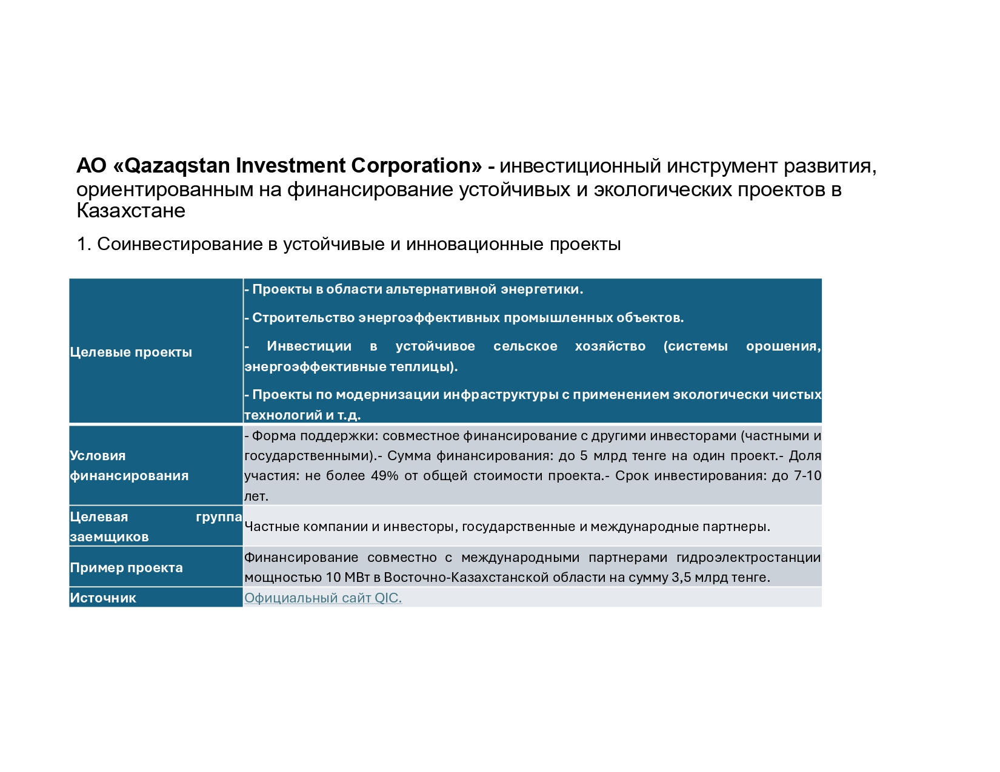 АО «Qazaqstan Investment Corporation» - инвестиционный инструмент развития,
ориентированным на финансирование устойчивых и экологических проектов в
Казахстане
1. Соинвестирование в устойчивые и инновационные проекты
Целевые проекты
- Проекты в области альтернативной энергетики.
- Строительство энергоэффективных промышленных объектов.
- Инвестиции в устойчивое сельское хозяйство (системы орошения,
энергоэффективные теплицы).
- Проекты по модернизации инфраструктуры с применением экологически чистых
технологий и т.д.
Условия
финансирования
- Форма поддержки: совместное финансирование с другими инвесторами (частными и
государственными).- Сумма финансирования: до 5 млрд тенге на один проект.- Доля
участия: не более 49% от общей стоимости проекта.- Срок инвестирования: до 7-10
лет.
Целевая группа
заемщиков
Частные компании и инвесторы, государственные и международные партнеры.
Пример проекта
Финансирование совместно с международными партнерами гидроэлектростанции
мощностью 10 МВт в Восточно-Казахстанской области на сумму 3,5 млрд тенге.
Источник
Официальный сайт QIC.